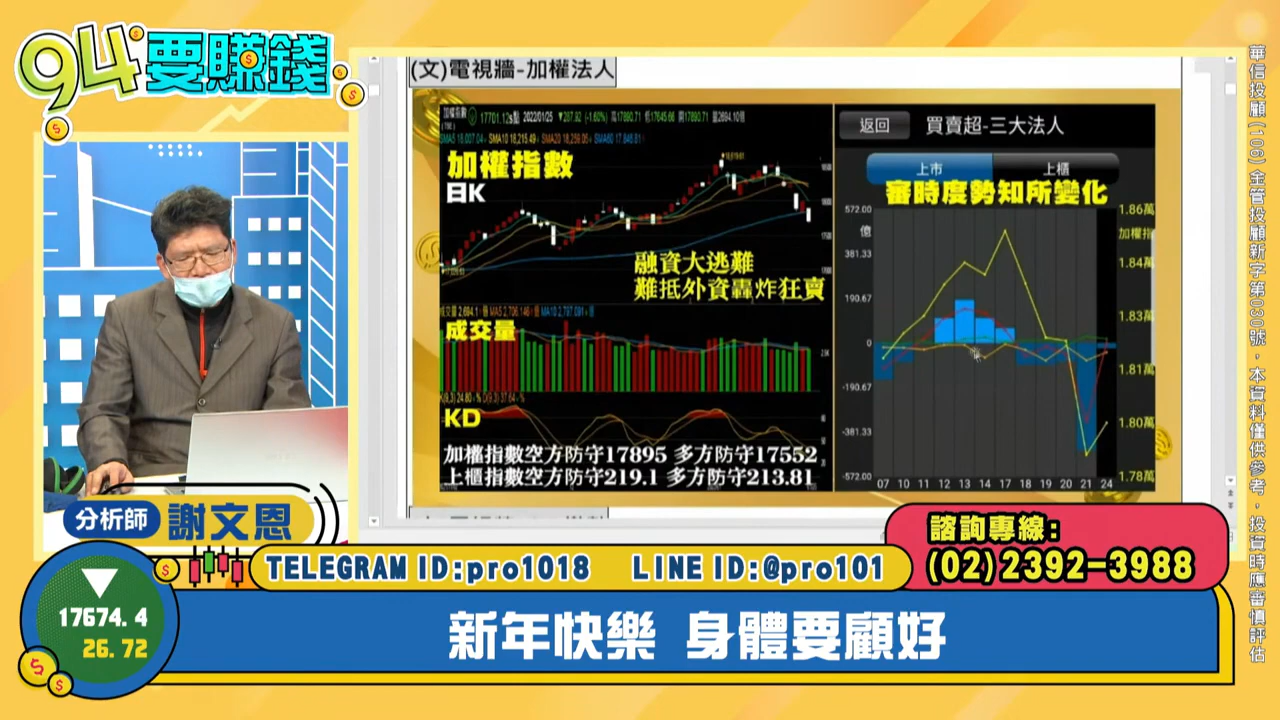 94要賺錢
(文)電視牆-加權法人
加權指數
日K
融資大逃難
難抵外資轟炸狂賣
成交量
KD
加權指數空方防守17895 多方防守17552
上櫃指數空方防守219.1 多方防守213.81
返回 買賣超-三大法人
上市 上櫃
審時度勢知所變化
572.00
億
381.33
190.67
0
-190.67
-381.33
-572.00
1.86萬
加權指
1.84萬
1.83萬
1.81萬
1.80萬
1.78萬
07 10 11 12 13 14 17 18 19 20 21 24
華信投顧(108)金管投顧新字第030號,本資料僅供參考,投資時應審慎評估
分析師 謝文恩
TELEGRAM ID:pro1018 LINE ID:@pro101
諮詢專線:
(02)2392-3988
17674.4
26.72
新年快樂 身體要顧好